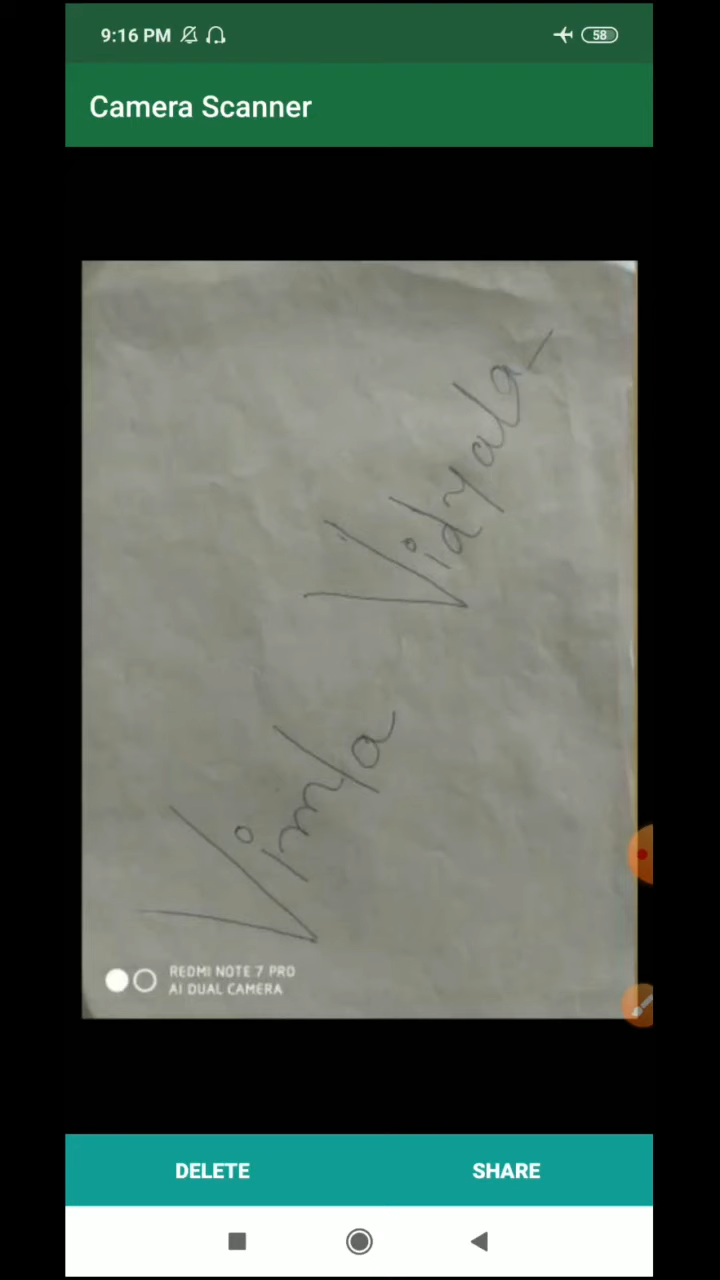 9:16 PM 58
Camera Scanner
Vimla Vidyala
REDMI NOTE 7 PRO
AI DUAL CAMERA
DELETE SHARE